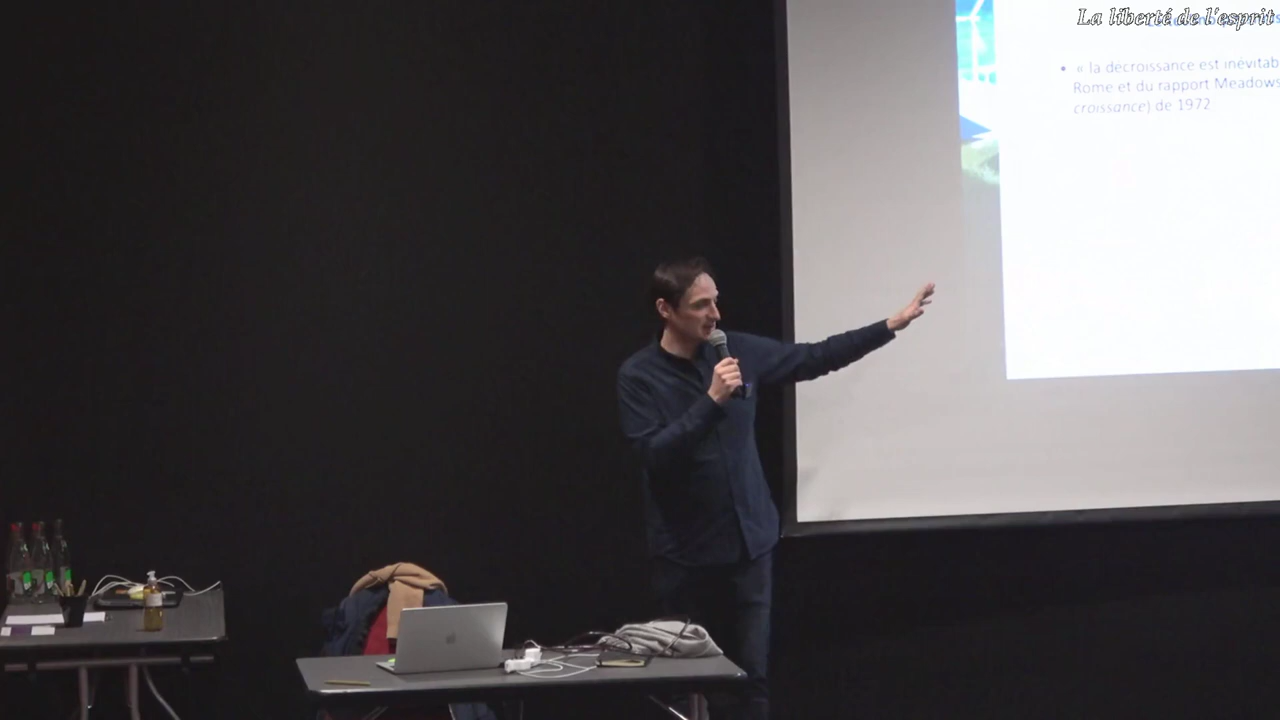 La liberté de l'esprit
• « la decroissance est inévitab
Rome et du rapport Meadows
croissance) de 1972